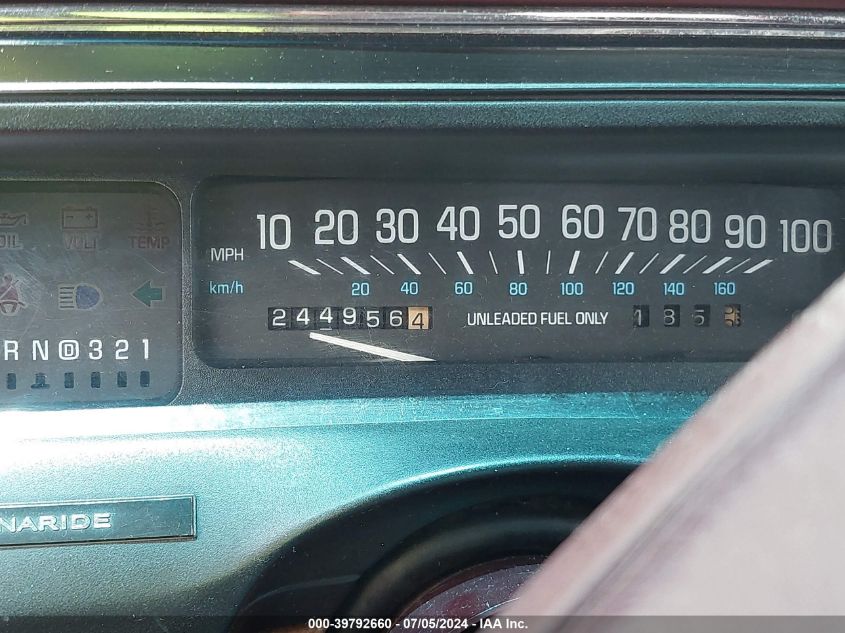 OIL VOLT TEMP
R N D 3 2 1
10 20 30 40 50 60 70 80 90 100
MPH
km/h 20 40 60 80 100 120 140 160
2449564 UNLEADED FUEL ONLY
NARIDE
000-39792660 - 07/05/2024 - IAA Inc.